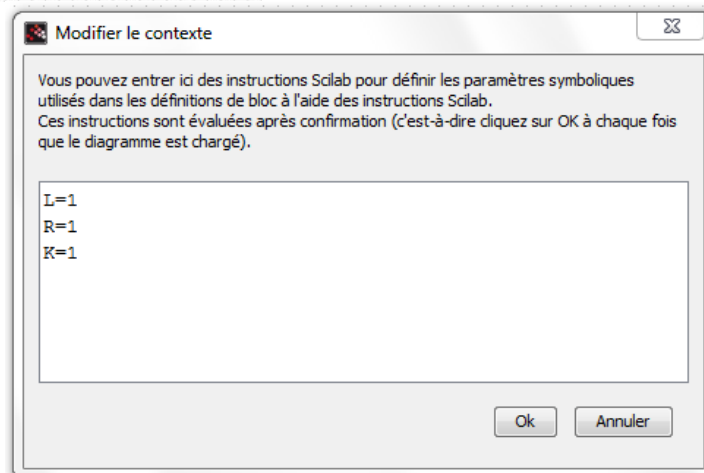 Modifier le contexte
Vous pouvez entrer ici des instructions Scilab pour définir les paramètres symboliques
utilisés dans les définitions de bloc à l'aide des instructions Scilab.
Ces instructions sont évaluées après confirmation (c'est-à-dire cliquez sur OK à chaque fois
que le diagramme est chargé).
L=1
R=1
K=1
Ok Annuler